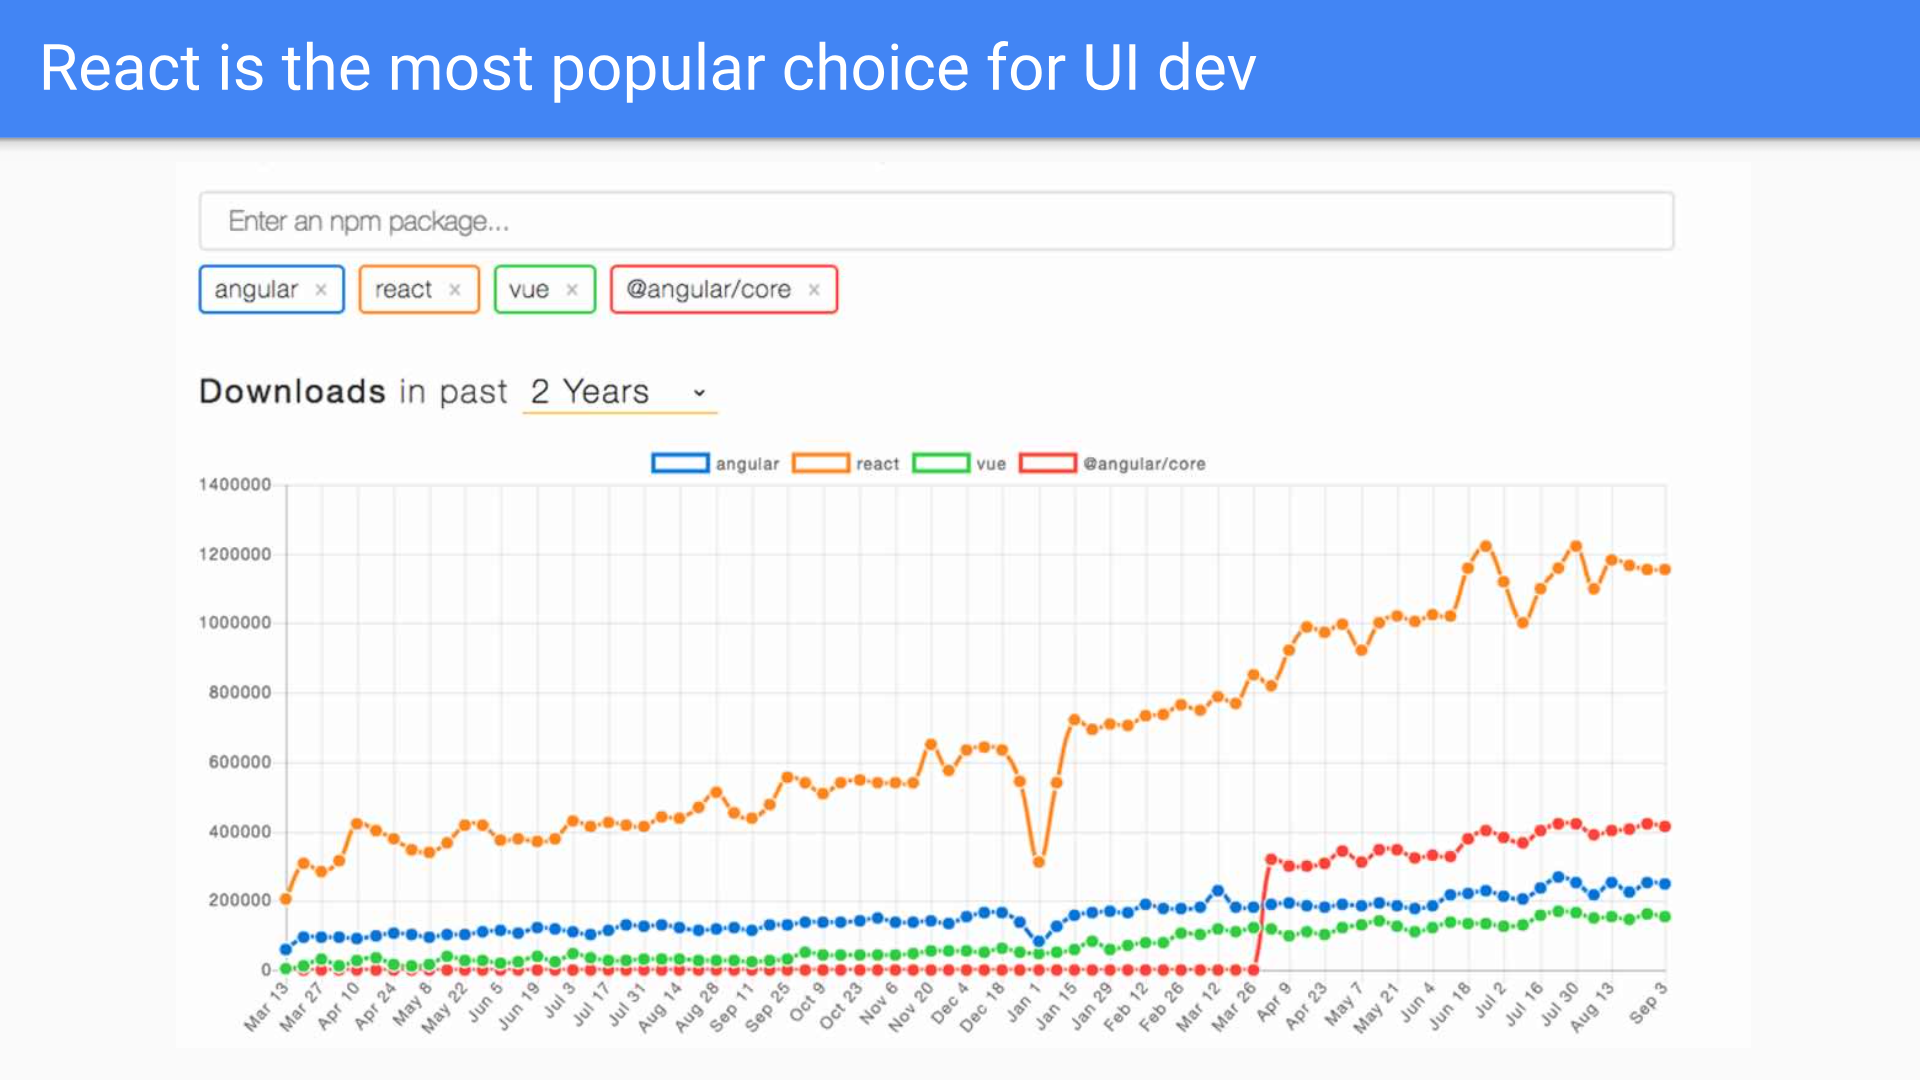 React is the most popular choice for UI dev
Enter an npm package...
angular × react × vue × @angular/core ×
Downloads in past 2 Years
angular react vue @angular/core
1400000
1200000
1000000
800000
600000
400000
200000
0
Mar 13 Mar 27 Apr 10 Apr 24 May 8 May 22 Jun 5 Jun 19 Jul 3 Jul 17 Jul 31 Aug 14 Aug 28 Sep 11 Sep 25 Oct 9 Oct 23 Nov 6 Nov 20 Dec 4 Dec 18 Jan 1 Jan 15 Jan 29 Feb 12 Feb 26 Mar 12 Mar 26 Apr 9 Apr 23 May 7 May 21 Jun 4 Jun 18 Jul 2 Jul 16 Jul 30 Aug 13 Sep 3